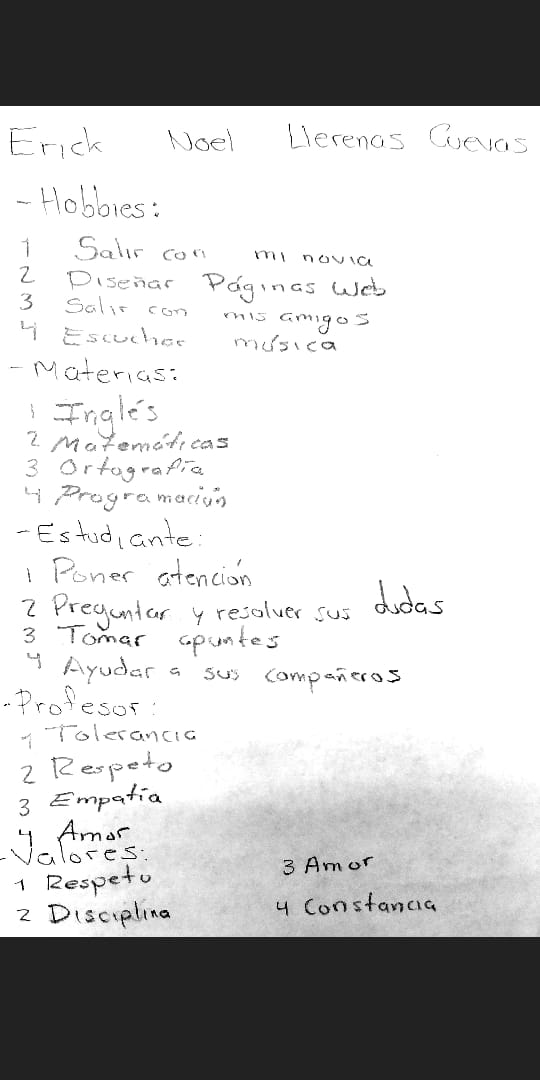 Erick Noel Llerenas Cuevas
- Hobbies:
1 Salir con mi novia
2 Diseñar Páginas Web
3 Salir con mis amigos
4 Escuchar música
- Materias:
1 Inglés
2 Matemáticas
3 Ortografía
4 Programación
- Estudiante:
1 Poner atención
2 Preguntar y resolver sus dudas
3 Tomar apuntes
4 Ayudar a sus compañeros
- Profesor:
1 Tolerancia
2 Respeto
3 Empatía
4 Amor
- Valores:
1 Respeto
2 Disciplina
3 Amor
4 Constancia